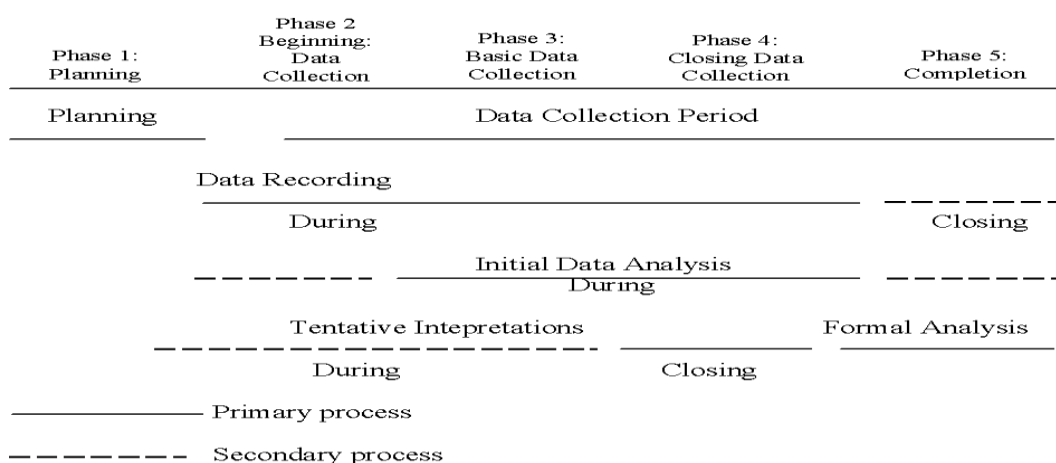 Phase 1:
Planning
Phase 2
Beginning:
Data
Collection
Phase 3:
Basic Data
Collection
Phase 4:
Closing Data
Collection
Phase 5:
Completion
Planning
Data Collection Period
Data Recording
During
Closing
Initial Data Analysis
During
Tentative Intepretations
Formal Analysis
During
Closing
Primary process
Secondary process